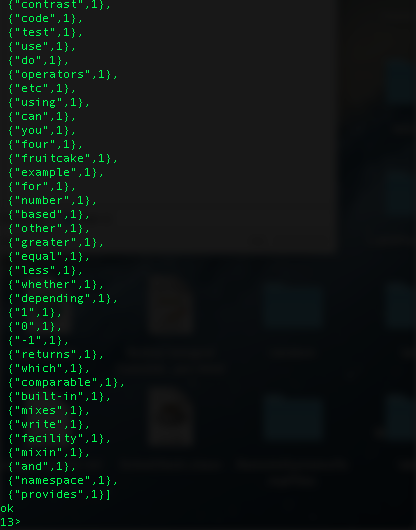 {"contrast",1},
{"code",1},
{"test",1},
{"use",1},
{"do",1},
{"operators",1},
{"etc",1},
{"using",1},
{"can",1},
{"you",1},
{"four",1},
{"fruitcake",1},
{"example",1},
{"for",1},
{"number",1},
{"based",1},
{"other",1},
{"greater",1},
{"equal",1},
{"less",1},
{"whether",1},
{"depending",1},
{"1",1},
{"0",1},
{"-1",1},
{"returns",1},
{"which",1},
{"comparable",1},
{"built-in",1},
{"mixes",1},
{"write",1},
{"facility",1},
{"mixin",1},
{"and",1},
{"namespace",1},
{"provides",1}]
ok
13>